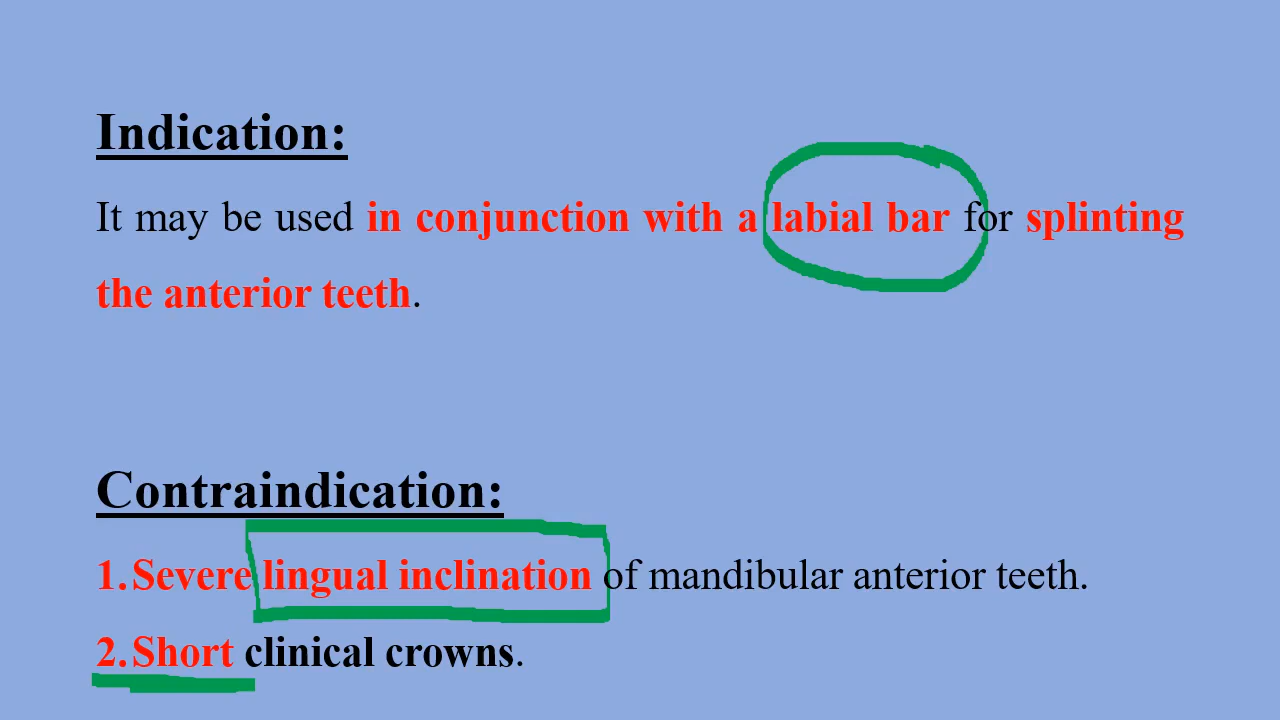 Indication:
It may be used in conjunction with a labial bar for splinting
the anterior teeth.
Contraindication:
1. Severe lingual inclination of mandibular anterior teeth.
2. Short clinical crowns.